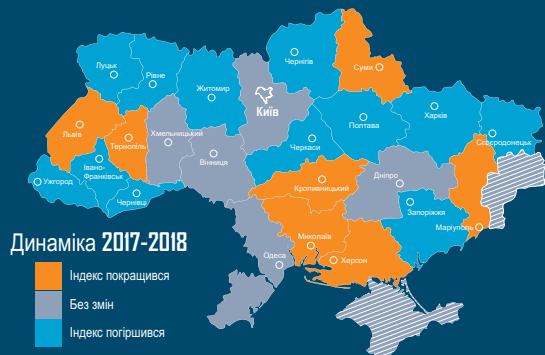 Чернігів
Суми
Луцьк
Рівне
Житомир
Київ
Харків
Полтава
Львів
Тернопіль
Хмельницький
Вінниця
Черкаси
Сєвєродонецьк
Івано-
Франківськ
Ужгород
Чернівці
Кропивницький
Дніпро
Запоріжжя
Маріуполь
Миколаїв
Херсон
Одеса
Динаміка 2017-2018
Індекс покращився
Без змін
Індекс погіршився